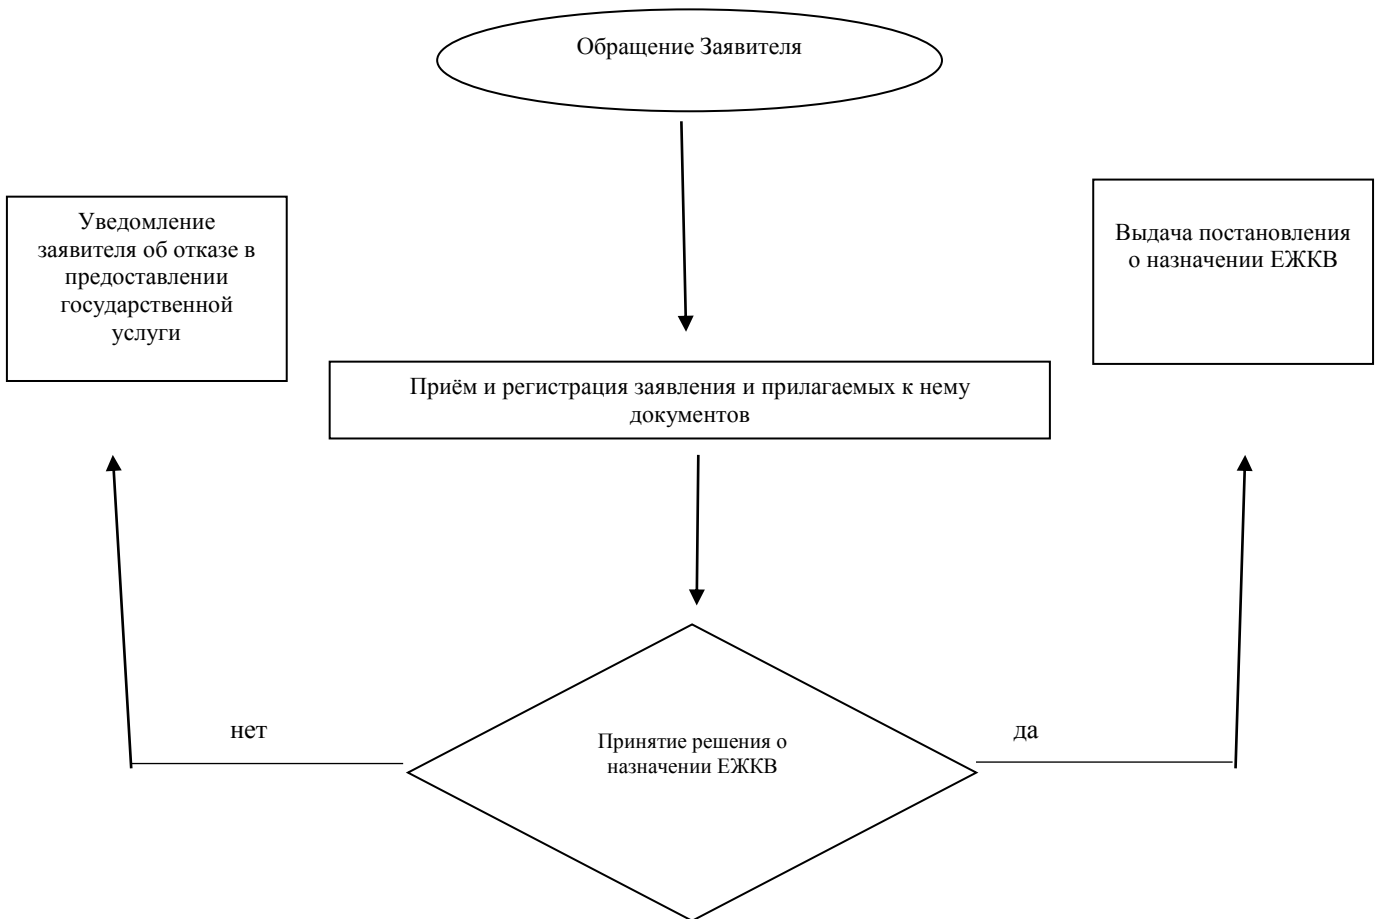 Обращение Заявителя
Уведомление
заявителя об отказе в
предоставлении
государственной
услуги
Выдача постановления
о назначении ЕЖКВ
Приём и регистрация заявления и прилагаемых к нему
документов
нет
Принятие решения о
назначении ЕЖКВ
да